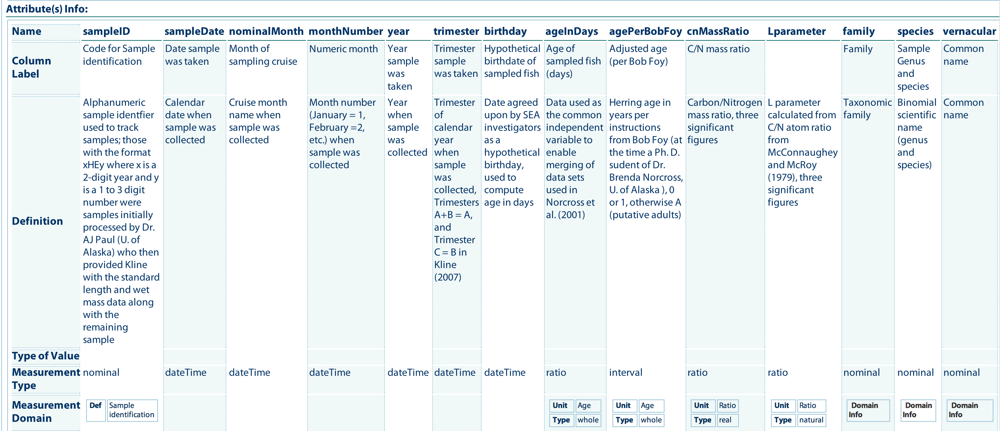 Attribute(s) Info:
Name sampleID sampleDate nominalMonth monthNumber year trimester birthday ageInDays agePerBobFoy cnMassRatio Lparameter family species vernacular
Column
Label
Code for Sample
identification
Date sample
was taken
Month of
sampling cruise
Numeric month
Year
sample
was
taken
Trimester
sample
was taken
Hypothetical
birthdate of
sampled fish
Age of
sampled fish
(days)
Adjusted age
(per Bob Foy)
C/N mass ratio
Family
Sample
Genus
and
species
Common
name
Definition
Alphanumeric
sample identfier
used to track
samples; those
with the format
xHEy where x is a
2-digit year and y
is a 1 to 3 digit
number were
samples initially
processed by Dr.
AJ Paul (U. of
Alaska) who then
provided Kline
with the standard
length and wet
mass data along
with the
remaining
sample
Calendar
date when
sample was
collected
Cruise month
name when
sample was
collected
Month number
(January = 1,
February =2,
etc.) when
sample was
collected
Year
when
sample
was
collected
Trimester
of
calendar
year
when
sample
was
collected,
Trimesters
A+B = A,
and
Trimester
C = B in
Kline
(2007)
Date agreed
upon by SEA
investigators
as a
hypothetical
birthday,
used to
compute
age in days
Data used as
the common
independent
variable to
enable
merging of
data sets
used in
Norcross et
al. (2001)
Herring age in
years per
instructions
from Bob Foy (at
the time a Ph. D.
sudent of Dr.
Brenda Norcross,
U. of Alaska ), 0
or 1, otherwise A
(putative adults)
Carbon/Nitrogen
mass ratio, three
significant
figures
L parameter
calculated from
C/N atom ratio
from
McConnaughey
and McRoy
(1979), three
significant
figures
Taxonomic
family
Binomial
scientific
name
(genus
and
species)
Common
name
Type of Value
Measurement
Type
nominal dateTime dateTime dateTime dateTime dateTime dateTime ratio interval ratio ratio nominal nominal nominal
Measurement
Domain
Def Sample
identification
Unit Age
Type whole
Unit Age
Type whole
Unit Ratio
Type real
Unit Ratio
Type natural
Domain
Info
Domain
Info
Domain
Info